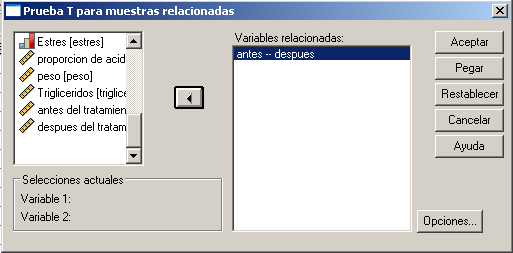 Prueba T para muestras relacionadas
Estres [estres]
proporcion de acid
peso [peso]
Trigliceridos [triglice
antes del tratamien
despues del tratam
Variables relacionadas:
antes -- despues
Aceptar
Pegar
Restablecer
Cancelar
Ayuda
Selecciones actuales
Variable 1:
Variable 2:
Opciones...